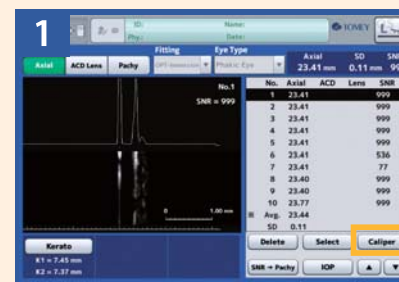 1
ID: Name:
Phy.: Date:
TOMEY
Fitting Eye Type
Axial ACD Lens Pachy Phakic Eye
Axial SD SNR
23.41 mm 0.11 mm 99
No.1
SNR = 999
No. Axial ACD Lens SNR
1 23.41 999
2 23.41 999
3 23.41 999
4 23.41 999
5 23.41 999
6 23.41 536
7 23.41 77
8 23.40 999
9 23.40 999
10 23.77 999
Avg. 23.44
SD 0.11
0 1.00 mm
Delete Select Caliper
Kerato
K1 = 7.45 mm
K2 = 7.37 mm
SNR → Pachy IOP ▲ ▼